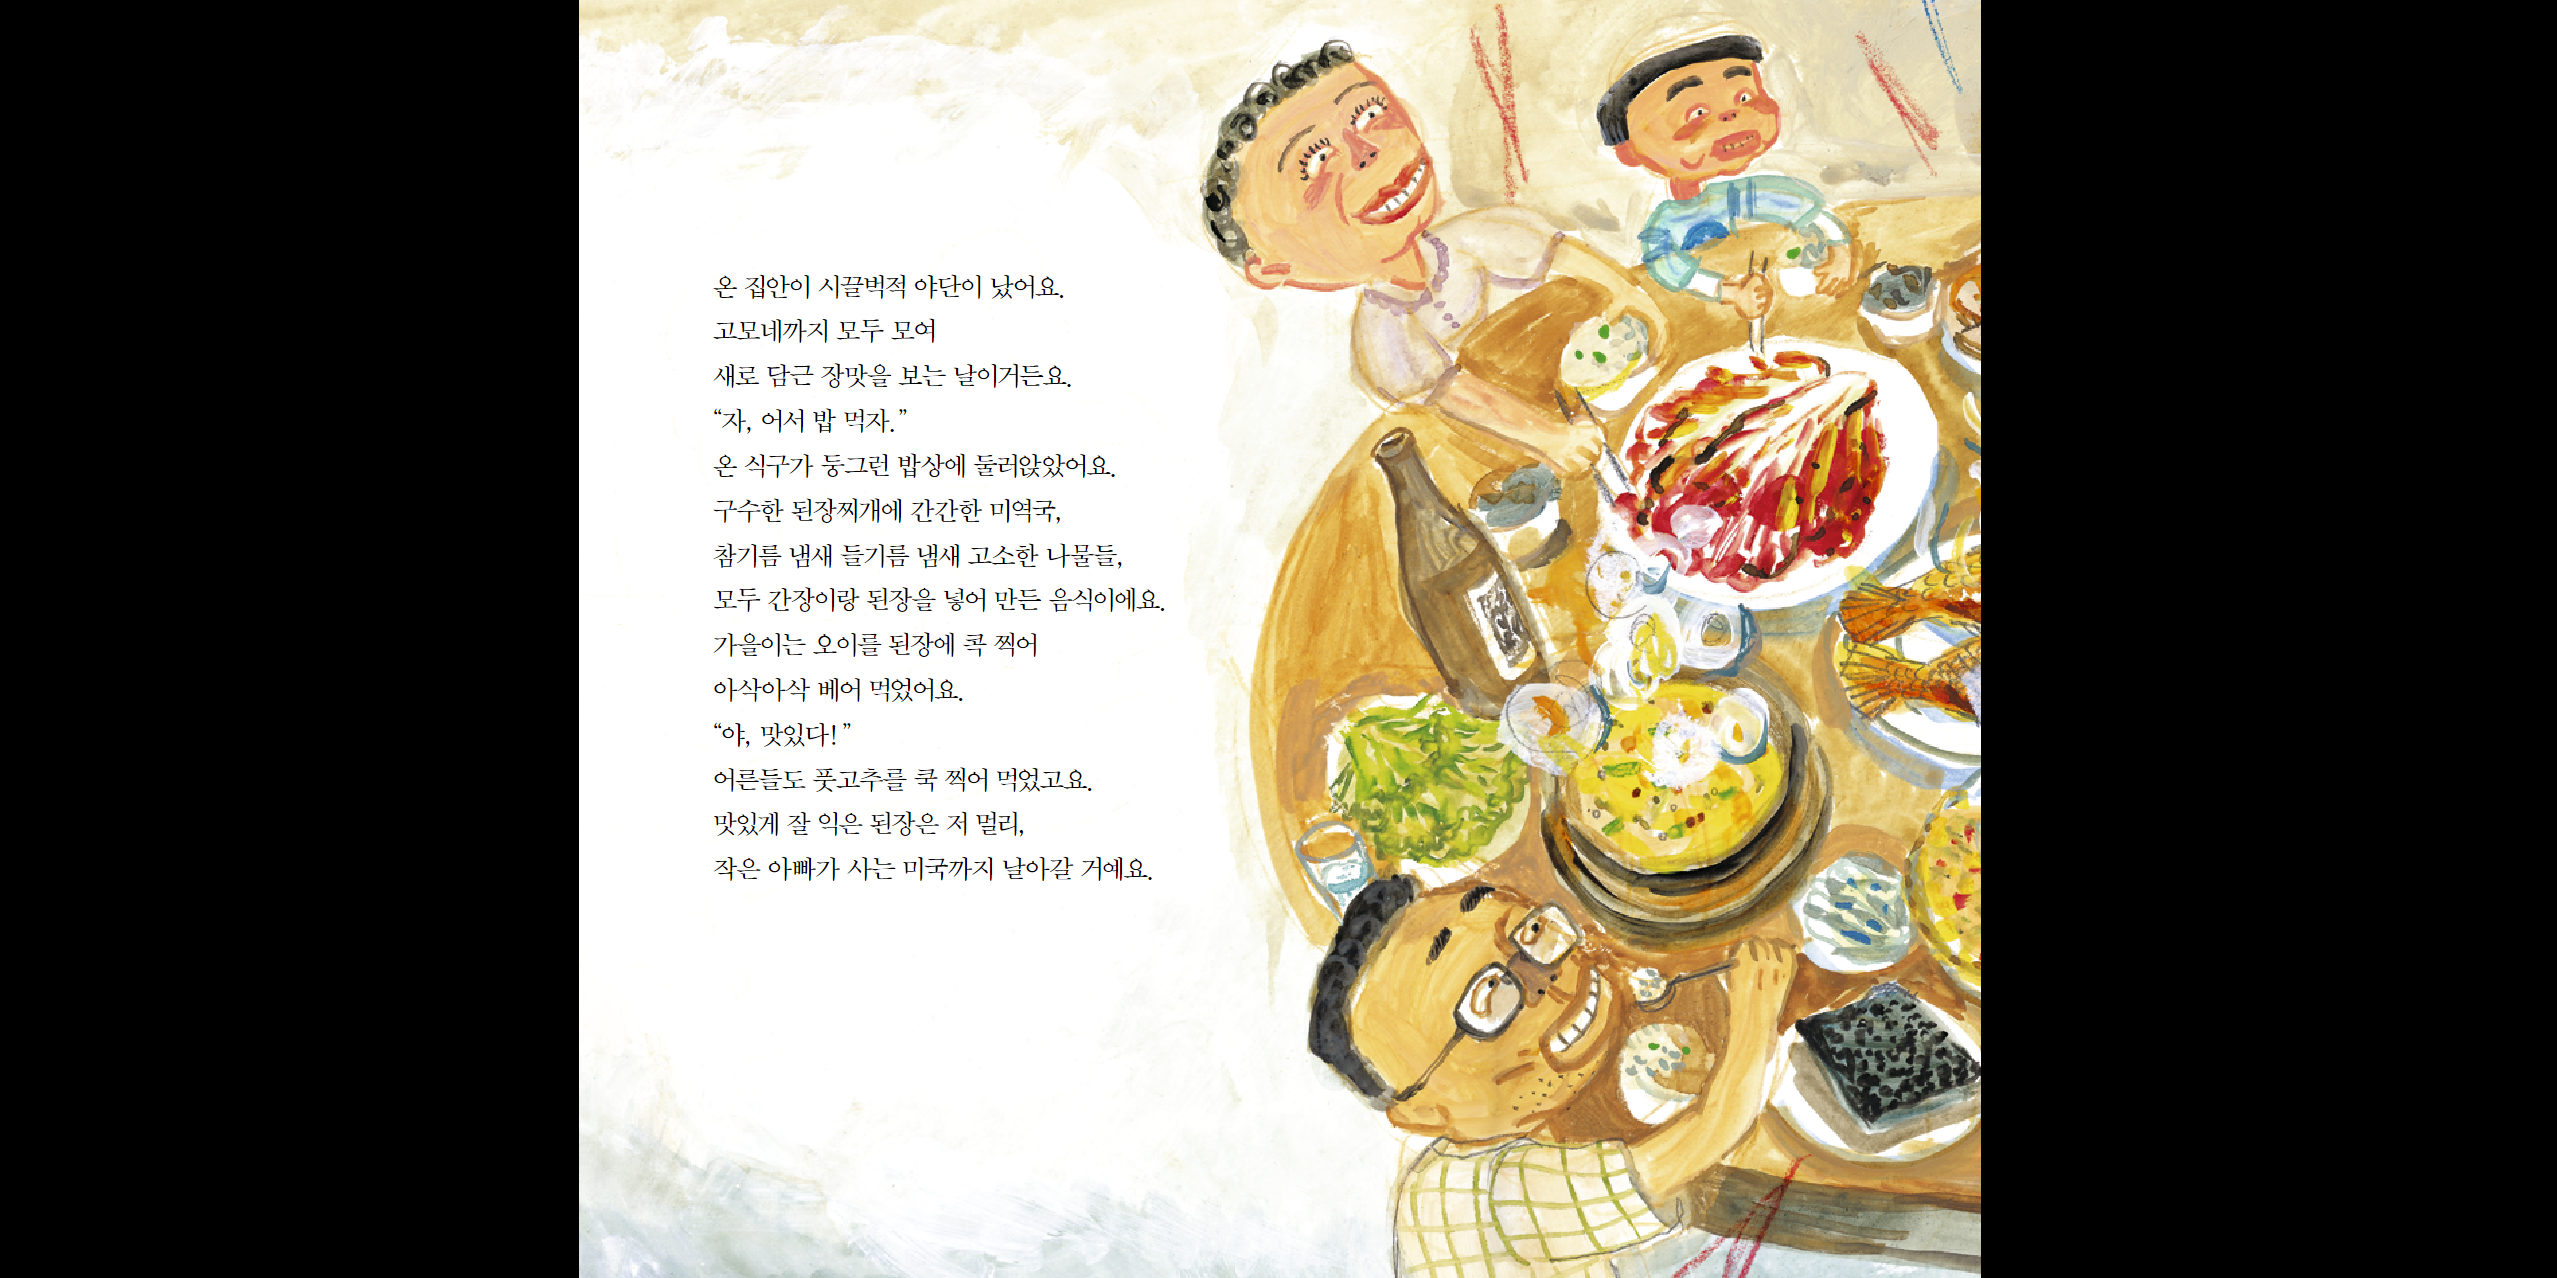 온 집안이 시끌벅적 야단이 났어요.
고모네까지 모두 모여
새로 담근 장맛을 보는 날이거든요.
“자, 어서 밥 먹자.”
온 식구가 둥그런 밥상에 둘러앉았어요.
구수한 된장찌개에 간간한 미역국,
참기름 냄새 들기름 냄새 고소한 나물들,
모두 간장이랑 된장을 넣어 만든 음식이에요.
가을이는 오이를 된장에 콕 찍어
아삭아삭 베어 먹었어요.
“야, 맛있다!”
어른들도 풋고추를 쿡 찍어 먹었고요.
맛있게 잘 익은 된장은 저 멀리,
작은 아빠가 사는 미국까지 날아갈 거예요.